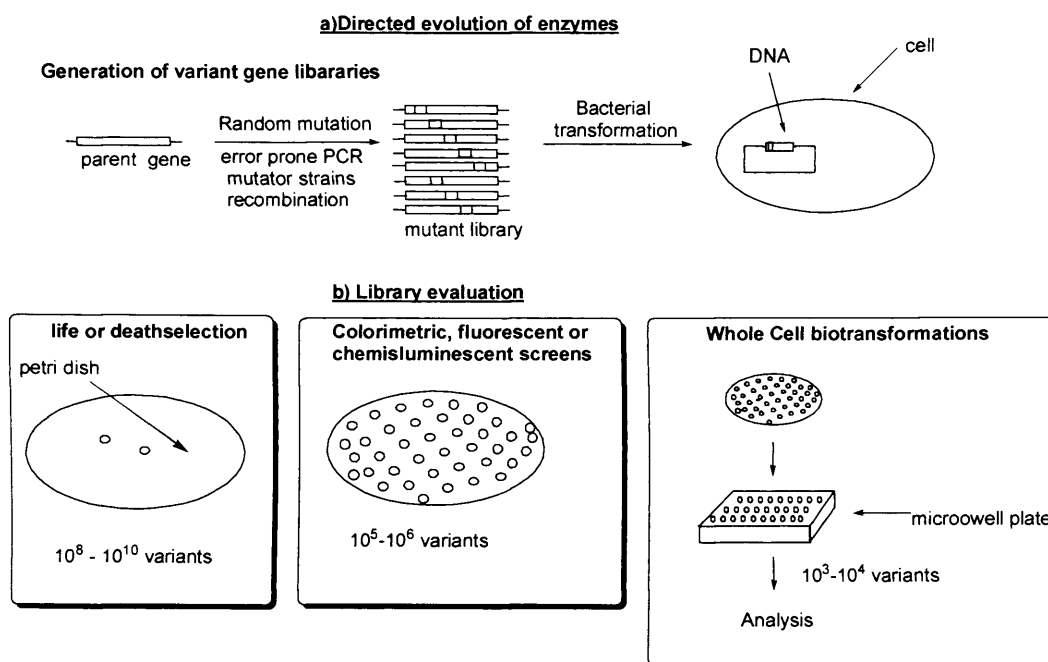 a)Directed evolution of enzymes
Generation of variant gene libararies
parent gene
Random mutation
error prone PCR
mutator strains
recombination
mutant library
Bacterial
transformation
DNA
cell
b) Library evaluation
life or deathselection
petri dish
10⁸ - 10¹⁰ variants
Colorimetric, fluorescent or
chemisluminescent screens
10⁵-10⁶ variants
Whole Cell biotransformations
microowell plate
10³-10⁴ variants
Analysis